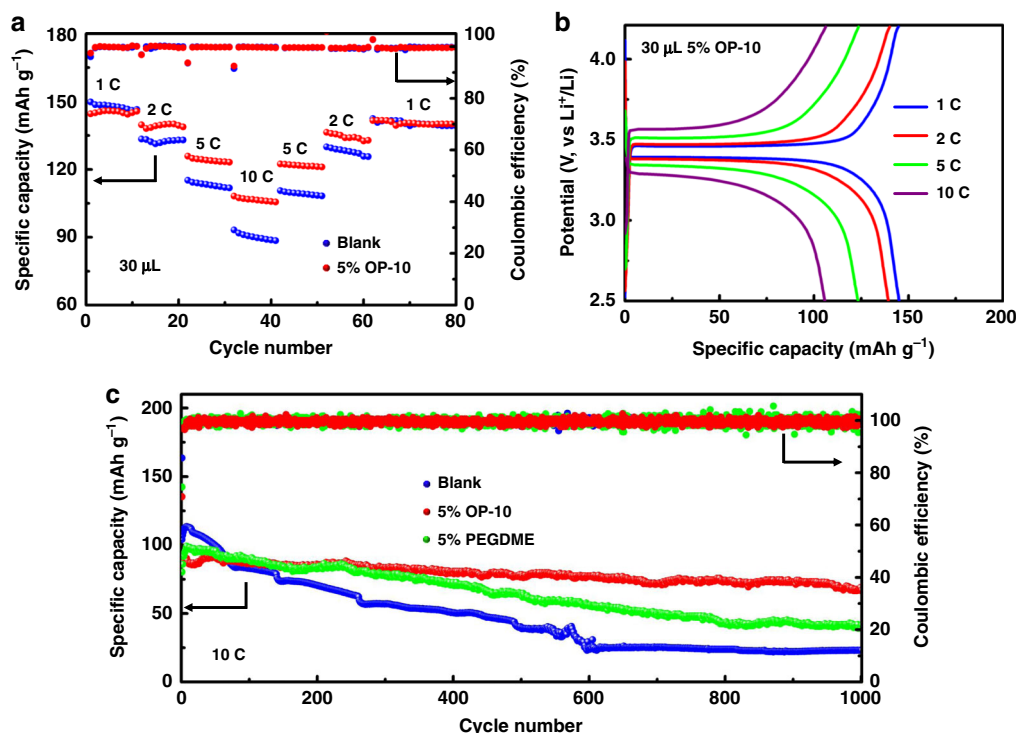 a
180
150
120
90
60
Specific capacity (mAh g–1)
1 C
2 C
5 C
10 C
5 C
2 C
1 C
Blank
5% OP-10
30 µL
0 20 40 60 80
Cycle number
100
80
60
40
20
0
Coulombic efficiency (%)
b
30 µL 5% OP-10
4.0
3.5
3.0
2.5
Potential (V, vs Li+/Li)
1 C
2 C
5 C
10 C
0 50 100 150 200
Specific capacity (mAh g–1)
c
200
150
100
50
0
Specific capacity (mAh g–1)
Blank
5% OP-10
5% PEGDME
10 C
0 200 400 600 800 1000
Cycle number
100
80
60
40
20
0
Coulombic efficiency (%)